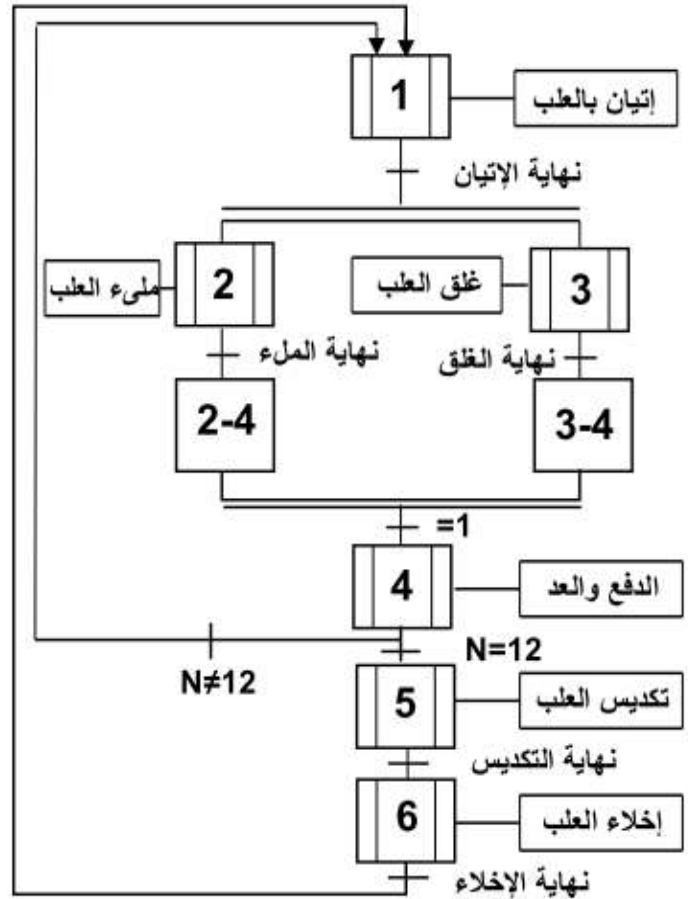 1
إتيان بالعلب
نهاية الإتيان
ملىء العلب
2
غلق العلب
3
نهاية الملء
نهاية الغلق
2-4
3-4
=1
4
الدفع والعد
N≠12
N=12
5
تكديس العلب
نهاية التكديس
6
إخلاء العلب
نهاية الإخلاء